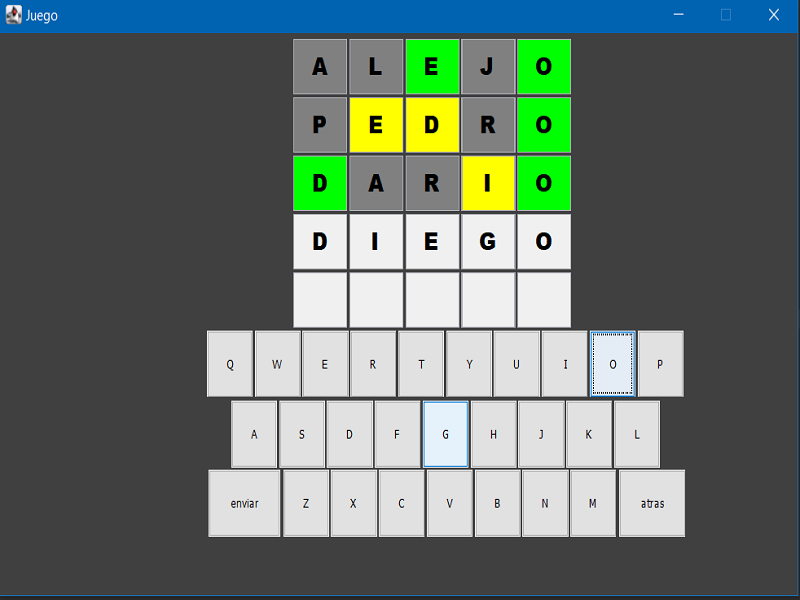 Juego
A L E J O
P E D R O
D A R I O
D I E G O
Q W E R T Y U I O P
A S D F G H J K L
enviar Z X C V B N M atras